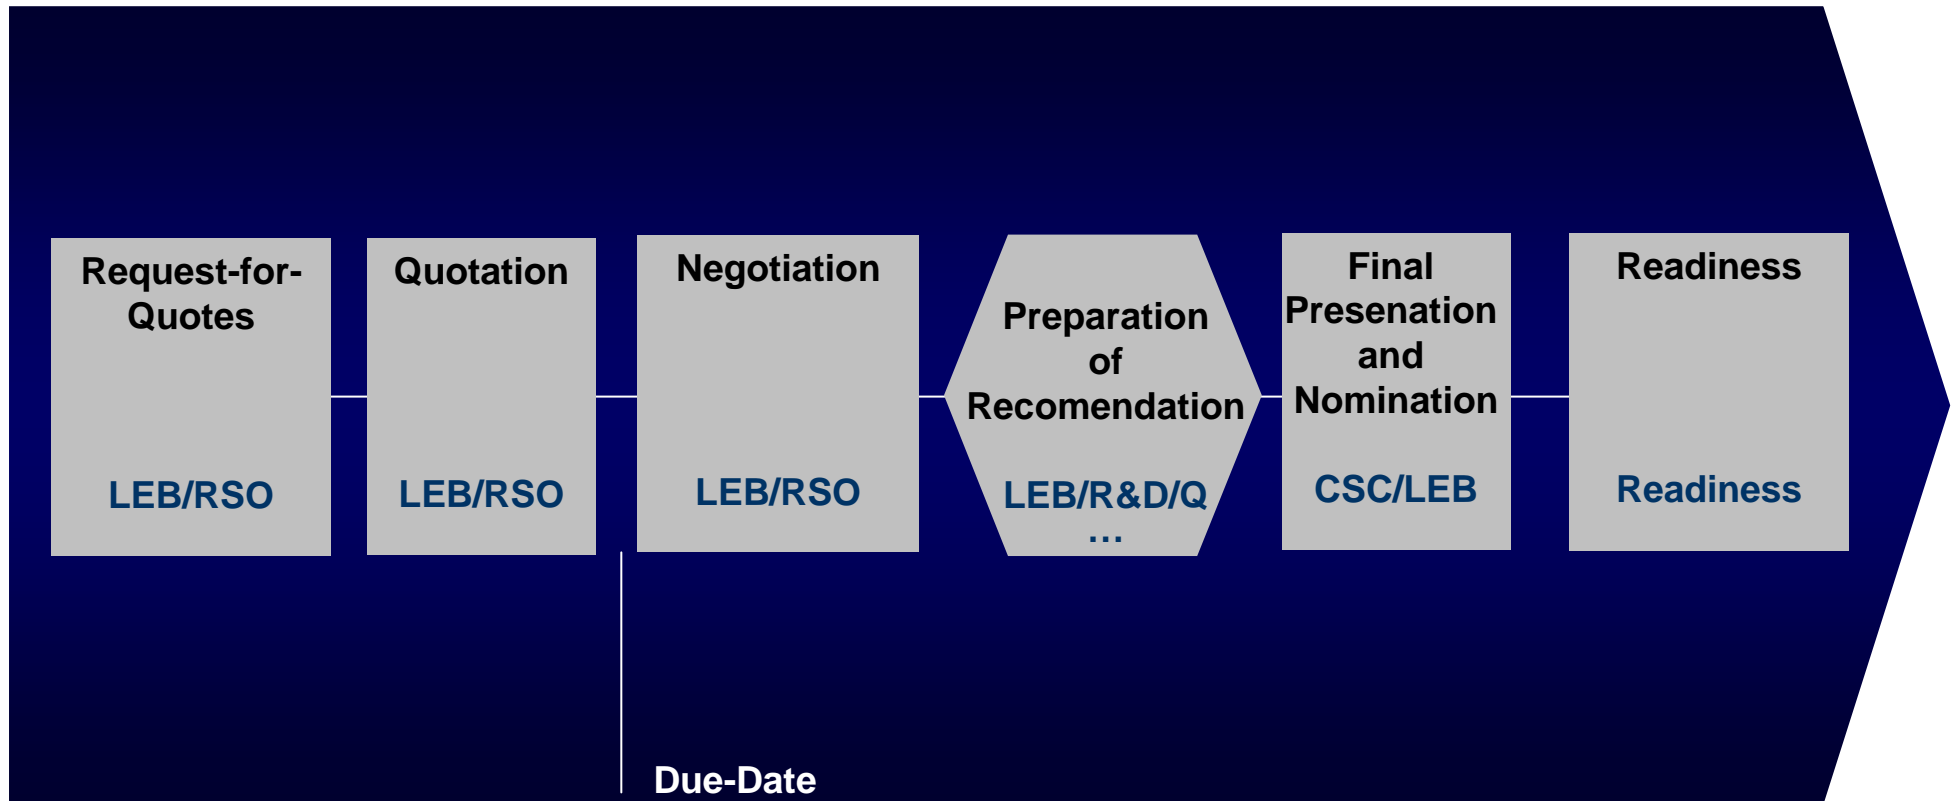 Request-for-
Quotes
LEB/RSO
Quotation
LEB/RSO
Negotiation
LEB/RSO
Preparation
of
Recomendation
LEB/R&D/Q
…
Final
Presenation
and
Nomination
CSC/LEB
Readiness
Readiness
Due-Date